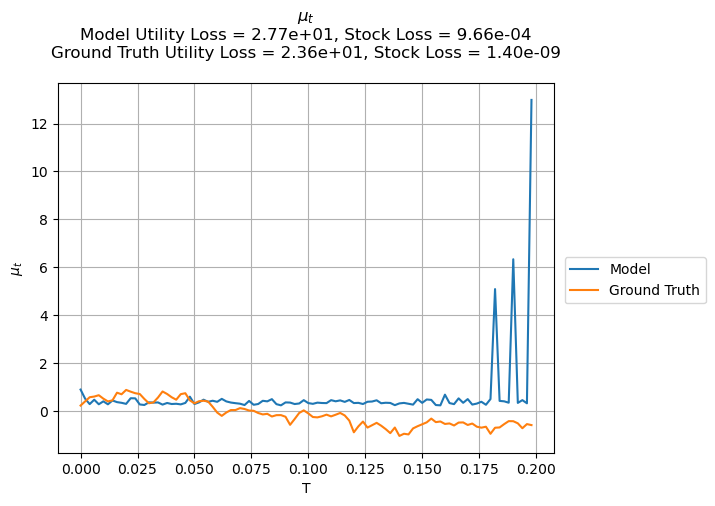 μt
Model Utility Loss = 2.77e+01, Stock Loss = 9.66e-04
Ground Truth Utility Loss = 2.36e+01, Stock Loss = 1.40e-09
12
10
8
6
4
2
0
μt
0.000 0.025 0.050 0.075 0.100 0.125 0.150 0.175 0.200
T
Model
Ground Truth